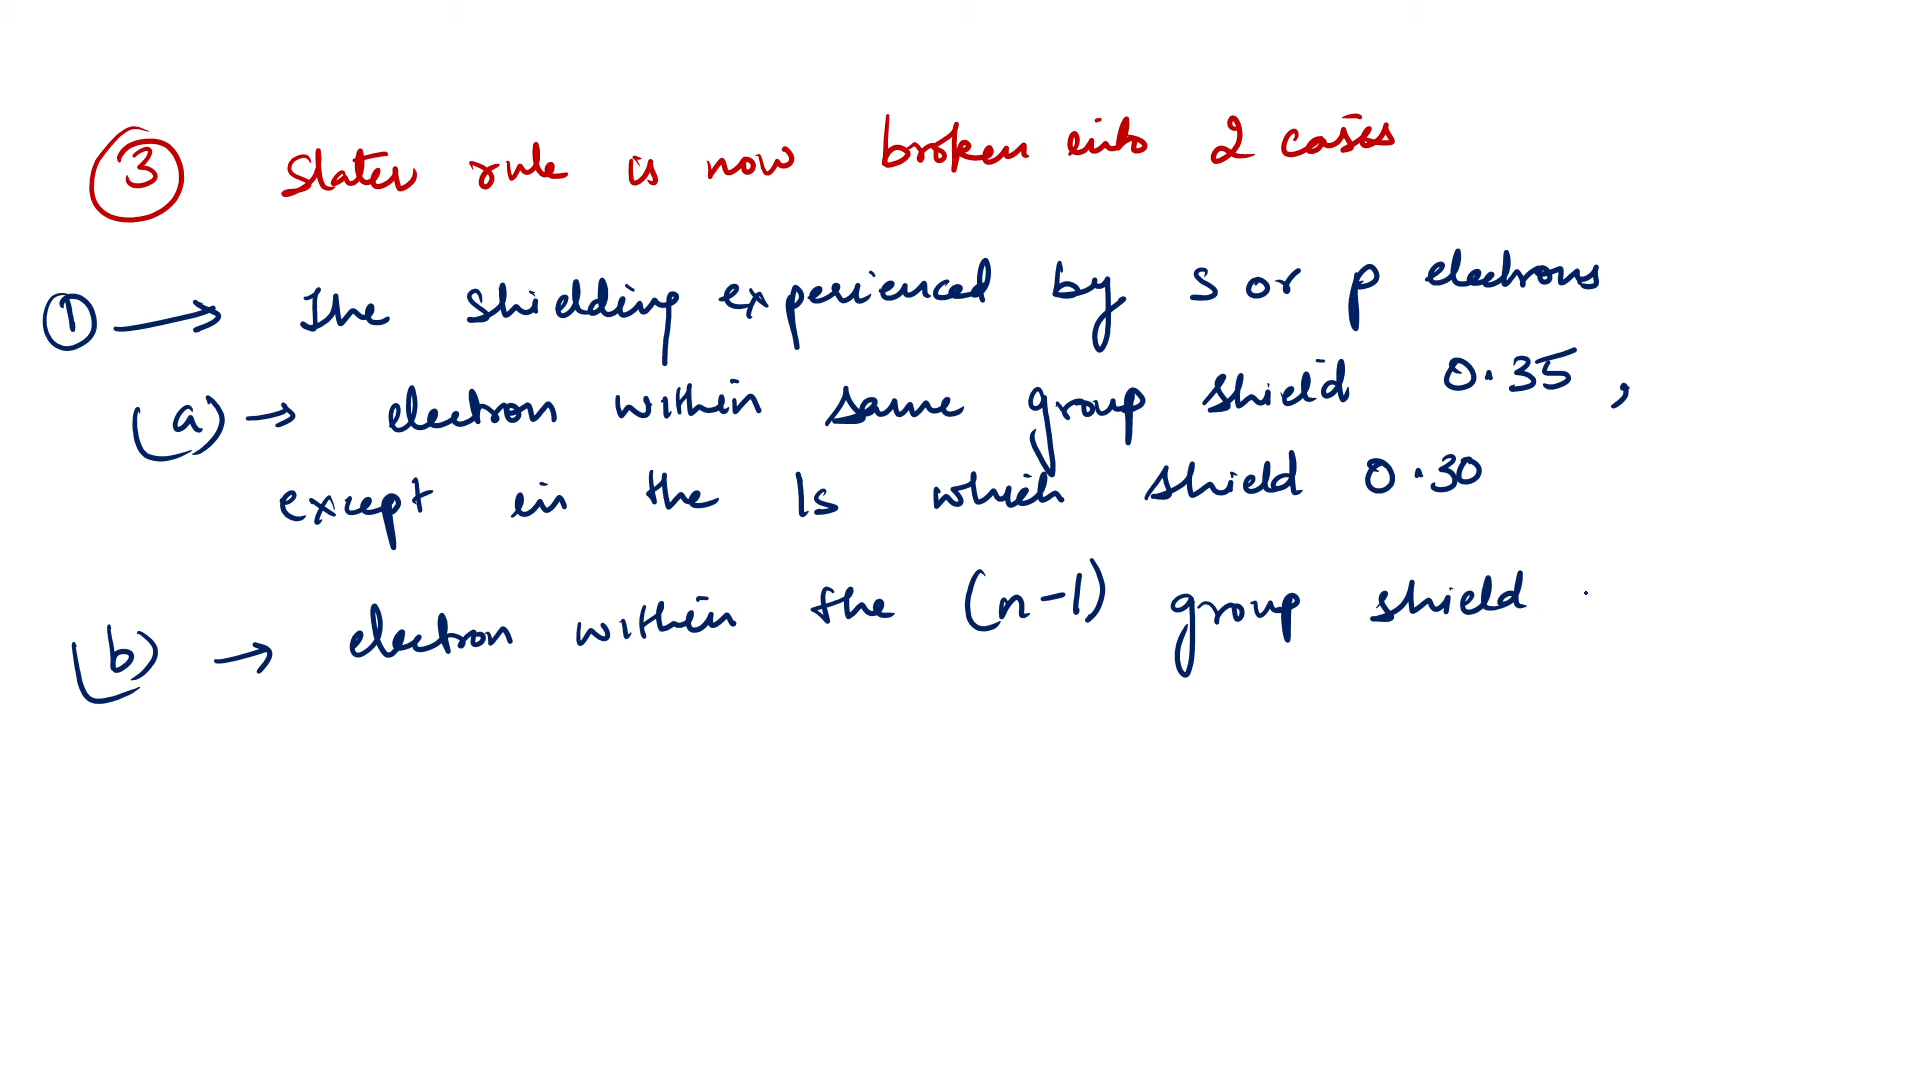 ③ Slater rule is now broken into 2 cases
① → The shielding experienced by s or p electrons
(a) → electron within same group shield 0.35,
except in the 1s which shield 0.30
(b) → electron within the (n-1) group shield